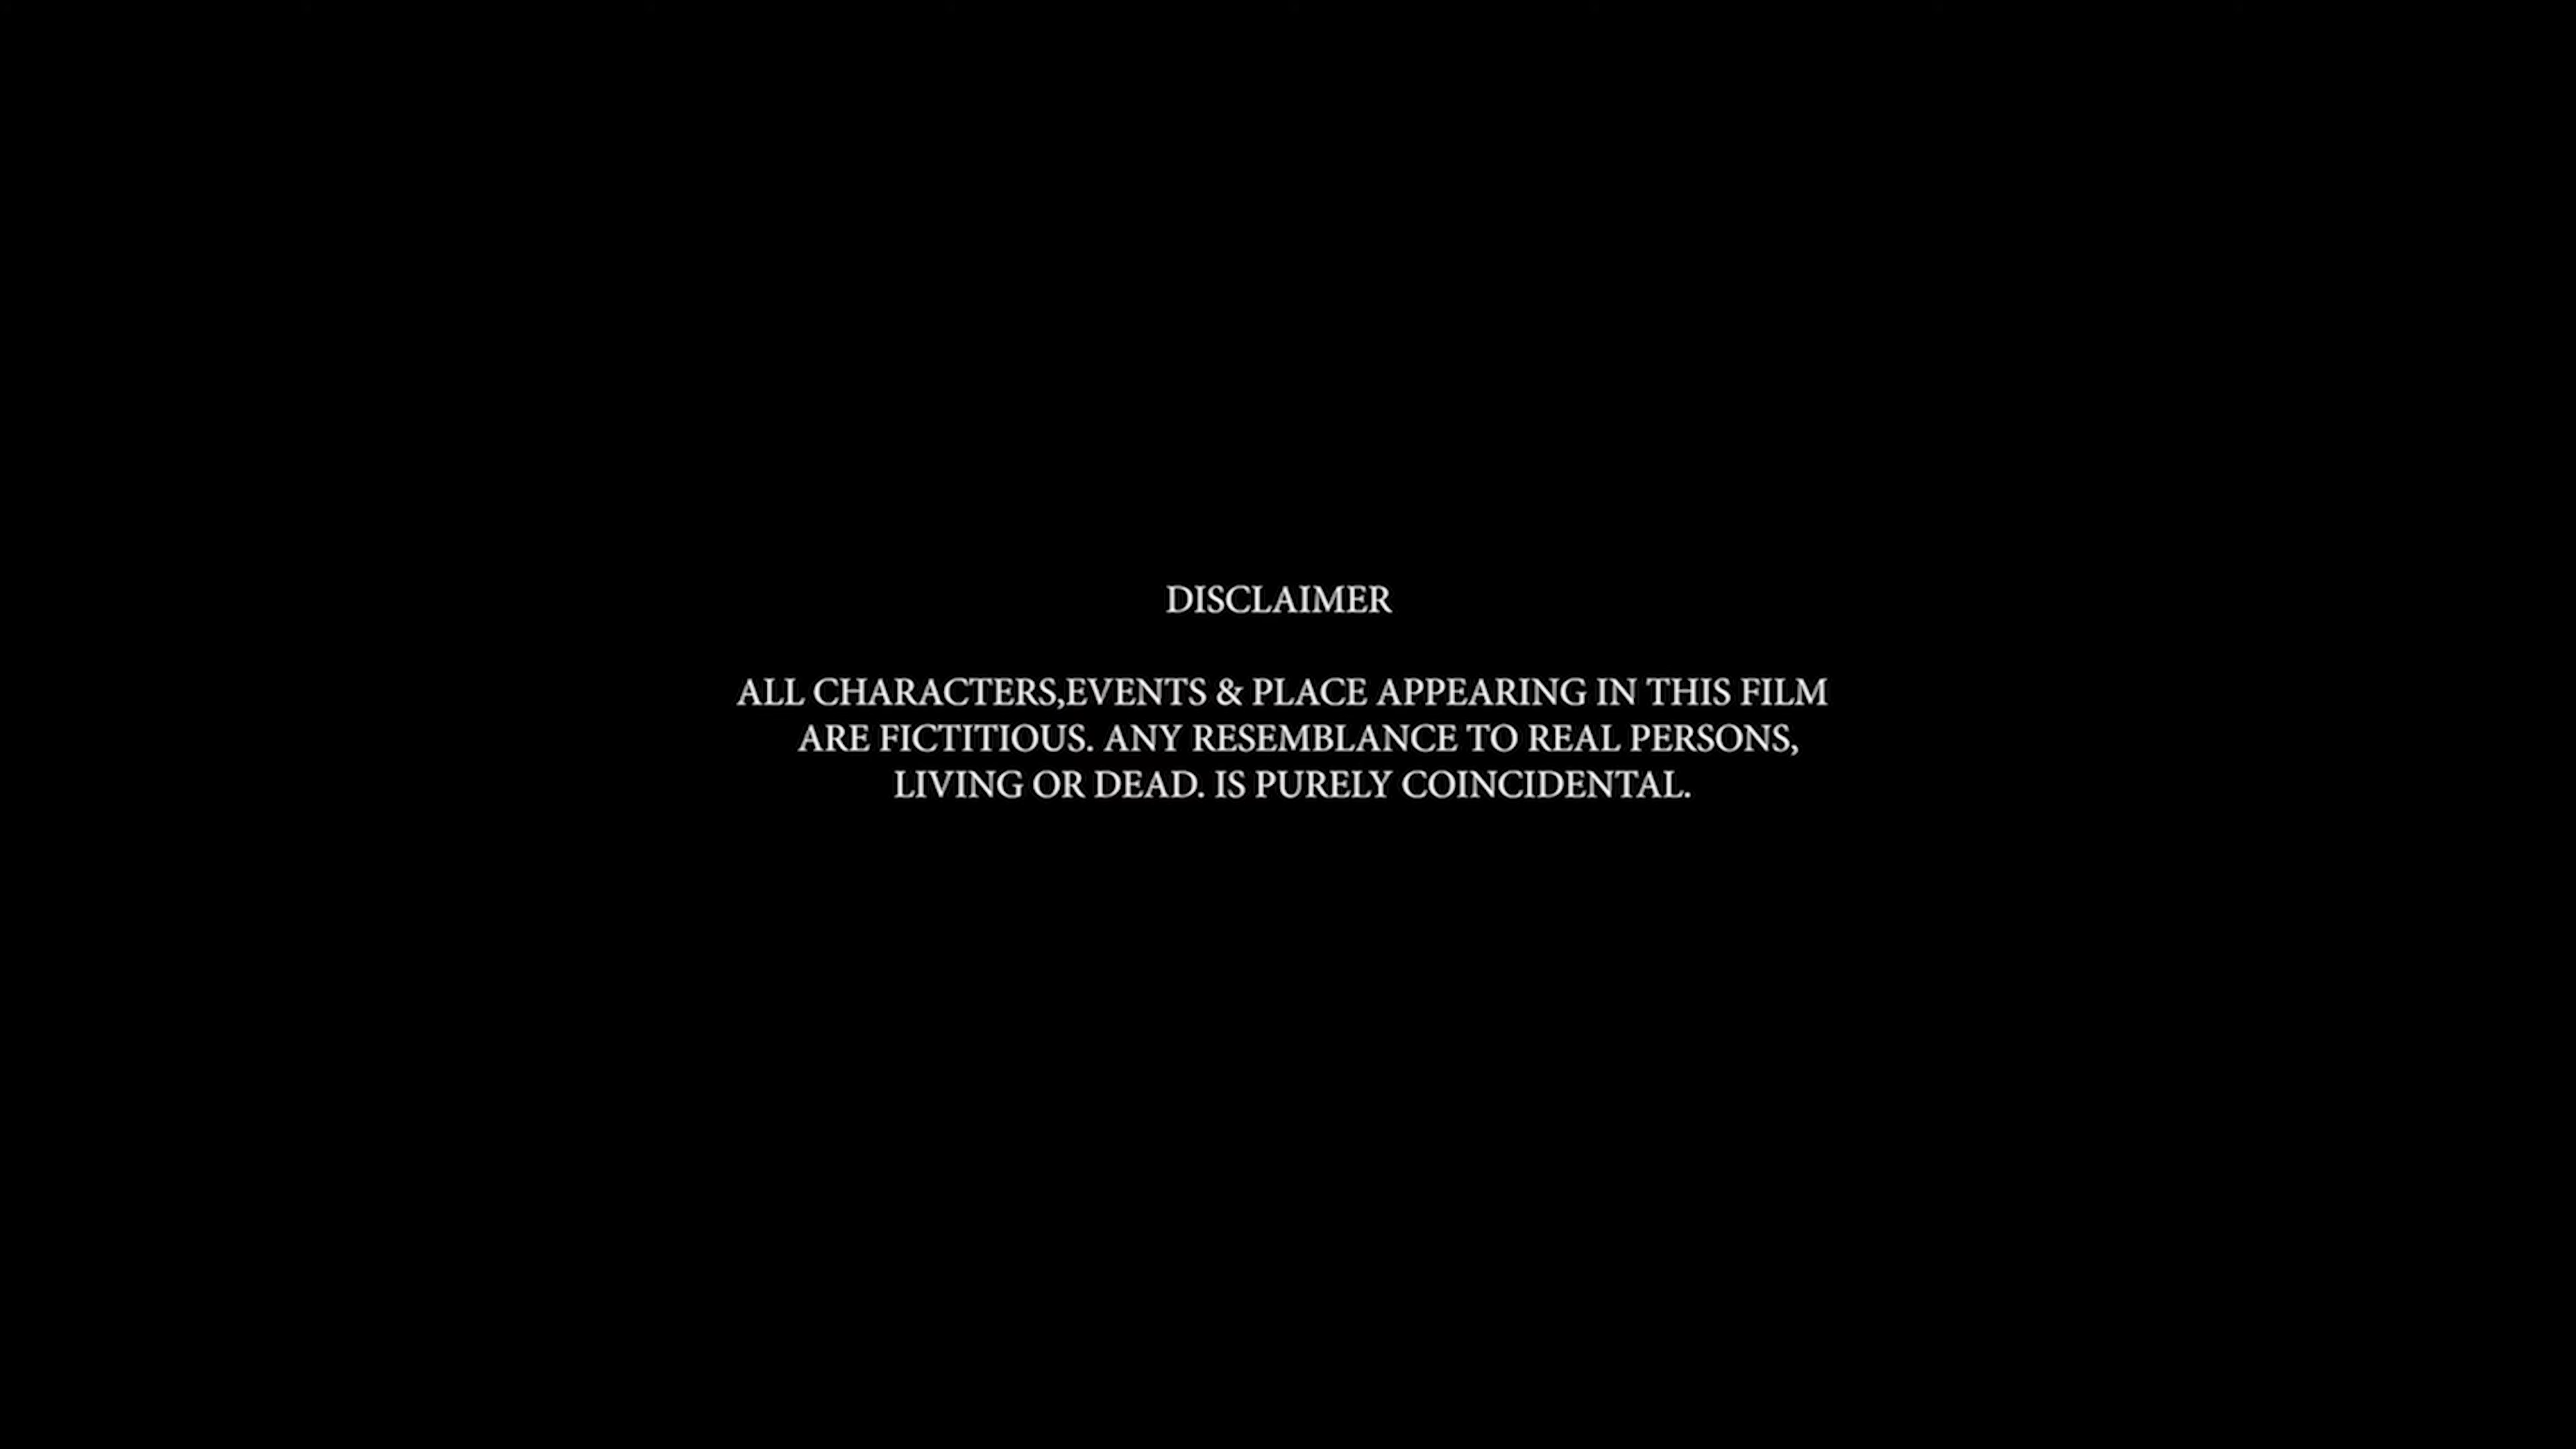 DISCLAIMER
ALL CHARACTERS,EVENTS & PLACE APPEARING IN THIS FILM
ARE FICTITIOUS. ANY RESEMBLANCE TO REAL PERSONS,
LIVING OR DEAD. IS PURELY COINCIDENTAL.